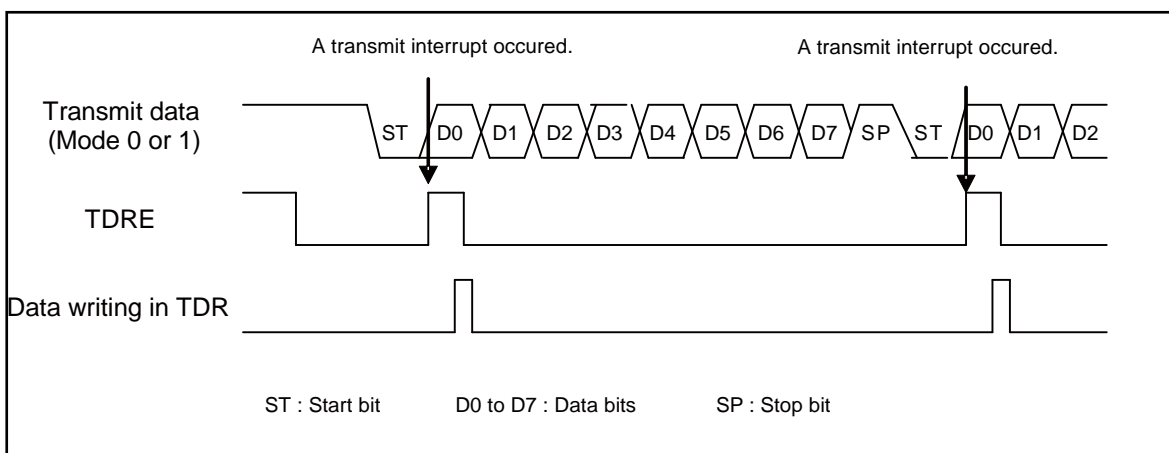 A transmit interrupt occured.
A transmit interrupt occured.
Transmit data
(Mode 0 or 1)
ST D0 D1 D2 D3 D4 D5 D6 D7 SP ST D0 D1 D2
TDRE
Data writing in TDR
ST : Start bit D0 to D7 : Data bits SP : Stop bit